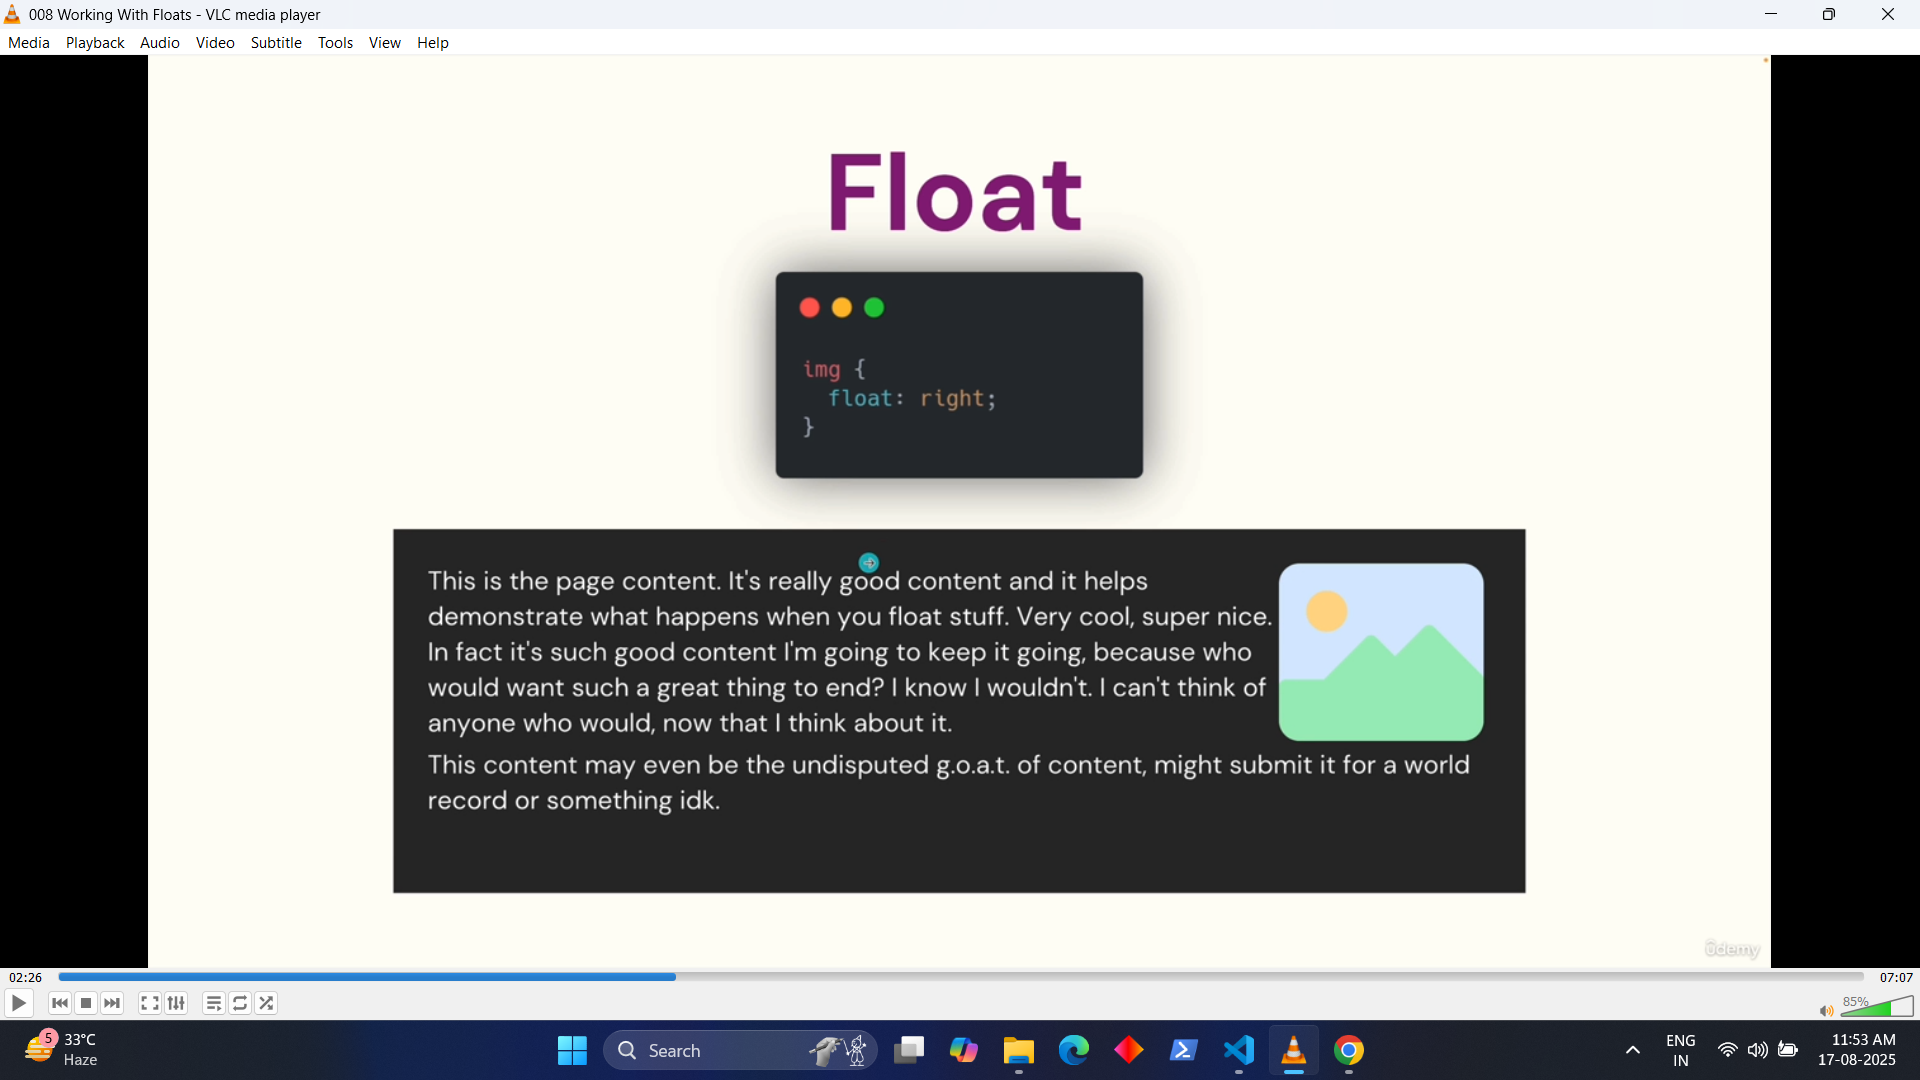 008 Working With Floats - VLC media player
Media Playback Audio Video Subtitle Tools View Help
Float
img {
float: right;
}
This is the page content. It's really good content and it helps
demonstrate what happens when you float stuff. Very cool, super nice.
In fact it's such good content I'm going to keep it going, because who
would want such a great thing to end? I know I wouldn't. I can't think of
anyone who would, now that I think about it.
This content may even be the undisputed g.o.a.t. of content, might submit it for a world
record or something idk.
ûdemy
02:26
07:07
85%
5
33°C
Haze
Search
ENG
IN
11:53 AM
17-08-2025